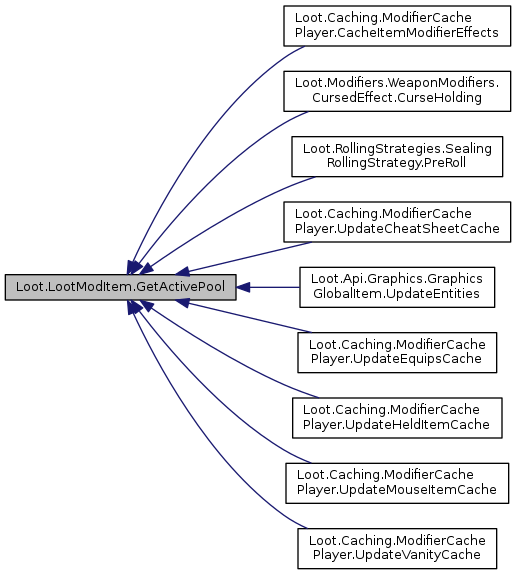 Loot.Caching.ModifierCache
Player.CacheItemModifierEffects
Loot.Modifiers.WeaponModifiers.
CursedEffect.CurseHolding
Loot.RollingStrategies.Sealing
RollingStrategy.PreRoll
Loot.Caching.ModifierCache
Player.UpdateCheatSheetCache
Loot.LootModItem.GetActivePool
Loot.Api.Graphics.Graphics
GlobalItem.UpdateEntities
Loot.Caching.ModifierCache
Player.UpdateEquipsCache
Loot.Caching.ModifierCache
Player.UpdateHeldItemCache
Loot.Caching.ModifierCache
Player.UpdateMouseItemCache
Loot.Caching.ModifierCache
Player.UpdateVanityCache